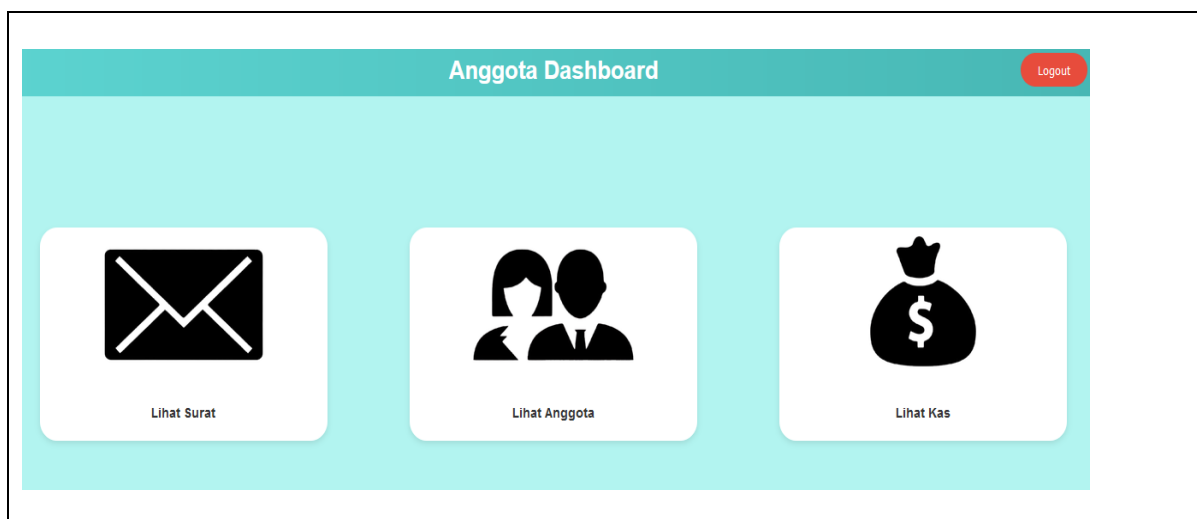 Anggota Dashboard
Logout
$
Lihat Surat
Lihat Anggota
Lihat Kas